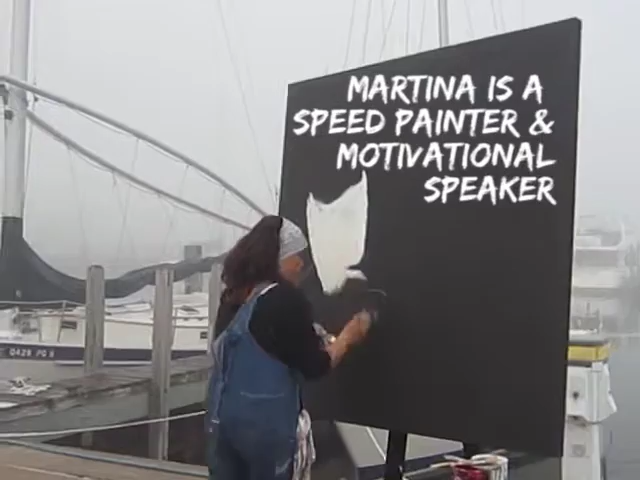 MARTINA IS A
SPEED PAINTER &
MOTIVATIONAL
SPEAKER